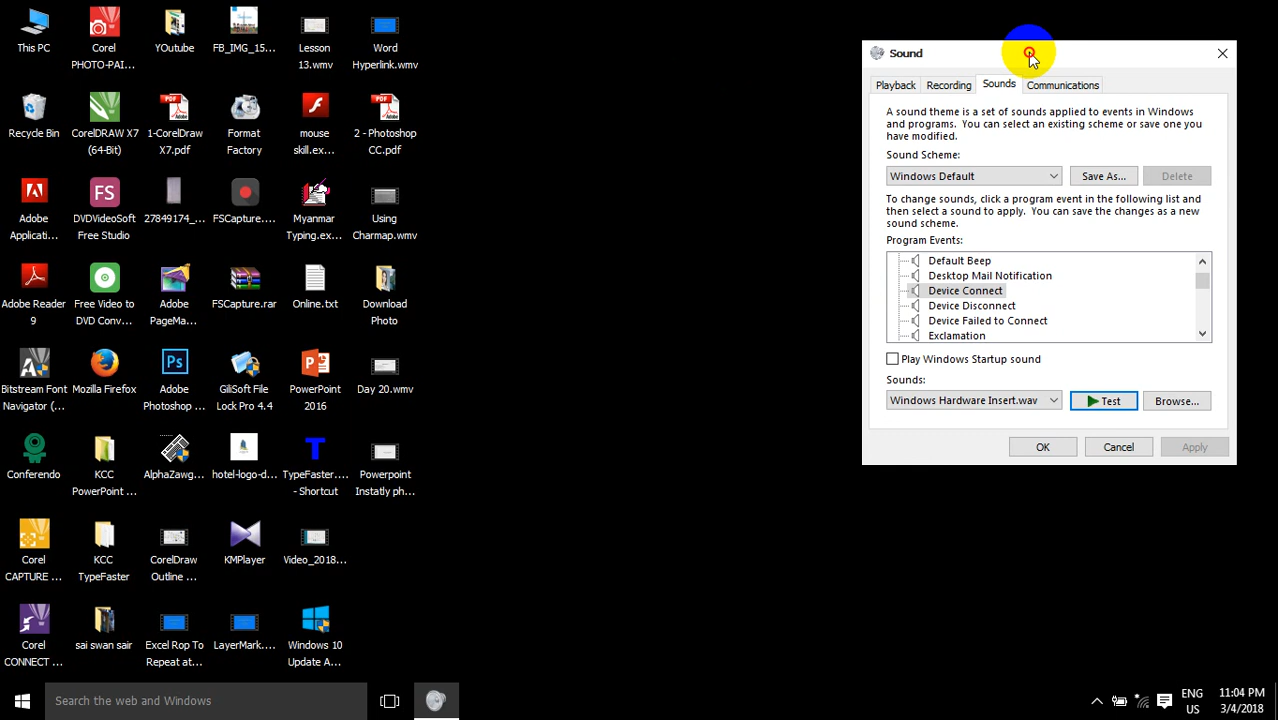 This PC
Corel
PHOTO-PAI...
YOutube
FB_IMG_15...
Lesson
13.wmv
Word
Hyperlink.wmv
Recycle Bin
CorelDRAW X7
(64-Bit)
1-CorelDraw
X7.pdf
Format
Factory
mouse
skill.ex...
2 - Photoshop
CC.pdf
Adobe
Applicati...
DVDVideoSoft
Free Studio
27849174_...
FSCapture....
Myanmar
Typing.ex...
Using
Charmap.wmv
Adobe Reader
9
Free Video to
DVD Conv...
Adobe
PageMa...
FSCapture.rar
Online.txt
Download
Photo
Bitstream Font
Navigator (...
Mozilla Firefox
Adobe
Photoshop ...
GiliSoft File
Lock Pro 4.4
PowerPoint
2016
Day 20.wmv
Conferendo
KCC
PowerPoint ...
AlphaZawg...
hotel-logo-d...
TypeFaster....
- Shortcut
Powerpoint
Instatly ph...
Corel
CAPTURE ...
KCC
TypeFaster
CorelDraw
Outline ...
KMPlayer
Video_2018...
Corel
CONNECT ...
sai swan sair
Excel Rop To
Repeat at...
LayerMark....
Windows 10
Update A...
Sound
Playback
Recording
Sounds
Communications
A sound theme is a set of sounds applied to events in Windows
and programs. You can select an existing scheme or save one you
have modified.
Sound Scheme:
Windows Default
Save As...
Delete
To change sounds, click a program event in the following list and
then select a sound to apply. You can save the changes as a new
sound scheme.
Program Events:
Default Beep
Desktop Mail Notification
Device Connect
Device Disconnect
Device Failed to Connect
Exclamation
Play Windows Startup sound
Sounds:
Windows Hardware Insert.wav
Test
Browse...
OK
Cancel
Apply
Search the web and Windows
ENG
US
11:04 PM
3/4/2018